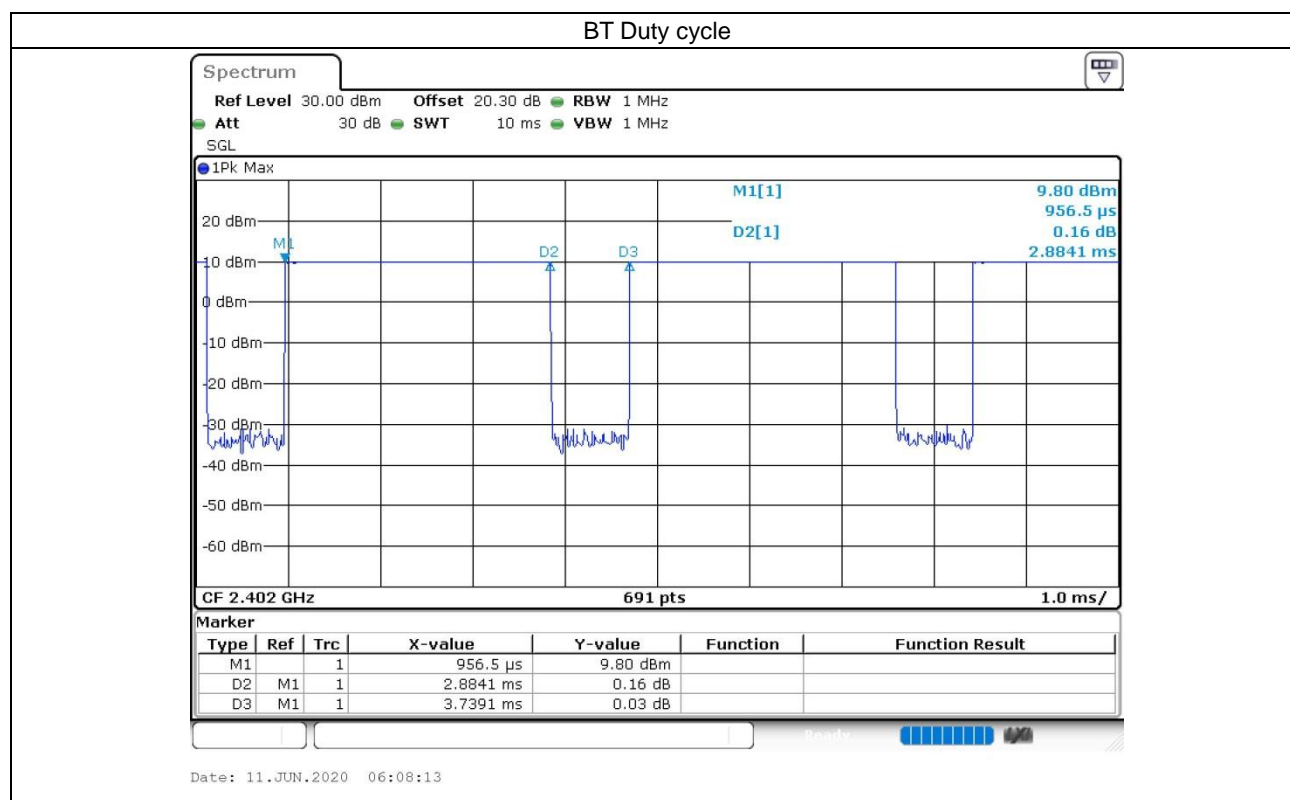 BT Duty cycle
Spectrum
Ref Level 30.00 dBm Offset 20.30 dB RBW 1 MHz
Att 30 dB SWT 10 ms VBW 1 MHz
SGL
1Pk Max
M1[1] 9.80 dBm
956.5 µs
20 dBm
D2[1] 0.16 dB
2.8841 ms
M1
D2 D3
10 dBm
0 dBm
-10 dBm
-20 dBm
-30 dBm
-40 dBm
-50 dBm
-60 dBm
CF 2.402 GHz 691 pts 1.0 ms/
Marker
Type Ref Trc X-value Y-value Function Function Result
M1 1 956.5 µs 9.80 dBm
D2 M1 1 2.8841 ms 0.16 dB
D3 M1 1 3.7391 ms 0.03 dB
Ready
Date: 11.JUN.2020 06:08:13